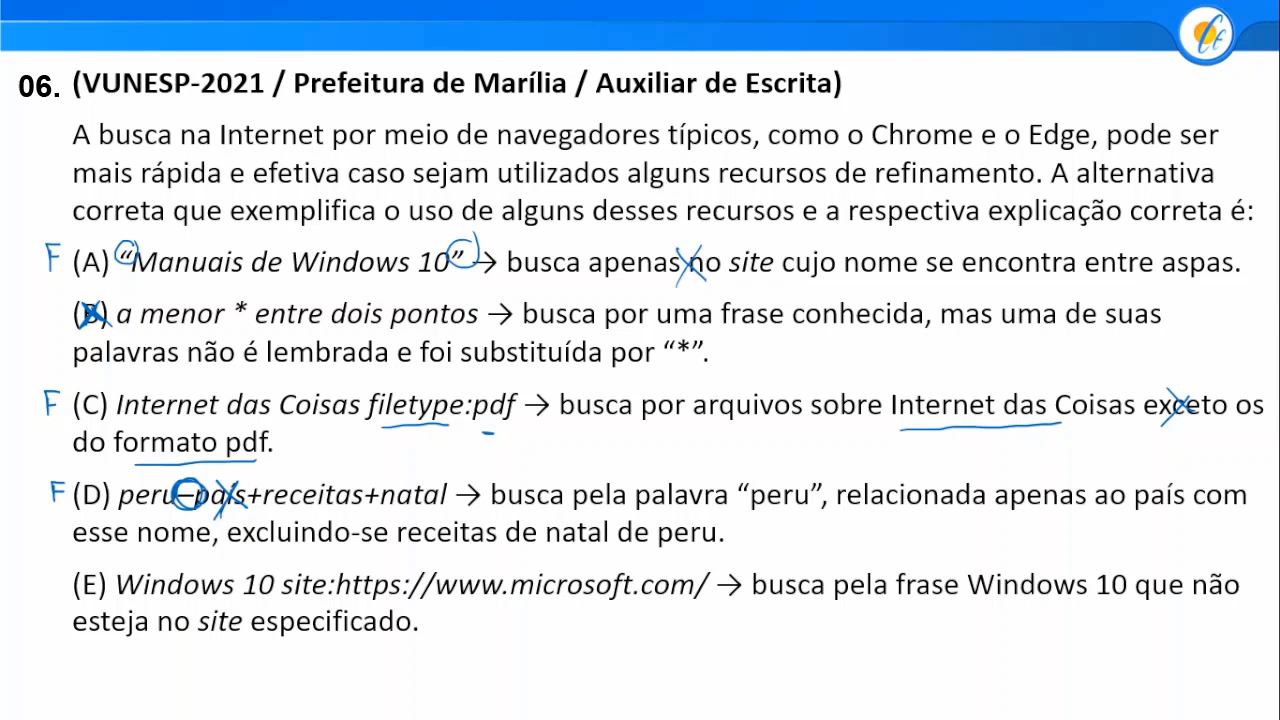 06. (VUNESP-2021 / Prefeitura de Marília / Auxiliar de Escrita)
A busca na Internet por meio de navegadores típicos, como o Chrome e o Edge, pode ser
mais rápida e efetiva caso sejam utilizados alguns recursos de refinamento. A alternativa
correta que exemplifica o uso de alguns desses recursos e a respectiva explicação correta é:
F (A) “Manuais de Windows 10” → busca apenas no site cujo nome se encontra entre aspas.
(B) a menor * entre dois pontos → busca por uma frase conhecida, mas uma de suas
palavras não é lembrada e foi substituída por “*”.
F (C) Internet das Coisas filetype:pdf → busca por arquivos sobre Internet das Coisas exceto os
do formato pdf.
F (D) peru–país+receitas+natal → busca pela palavra “peru”, relacionada apenas ao país com
esse nome, excluindo-se receitas de natal de peru.
(E) Windows 10 site:https://www.microsoft.com/ → busca pela frase Windows 10 que não
esteja no site especificado.